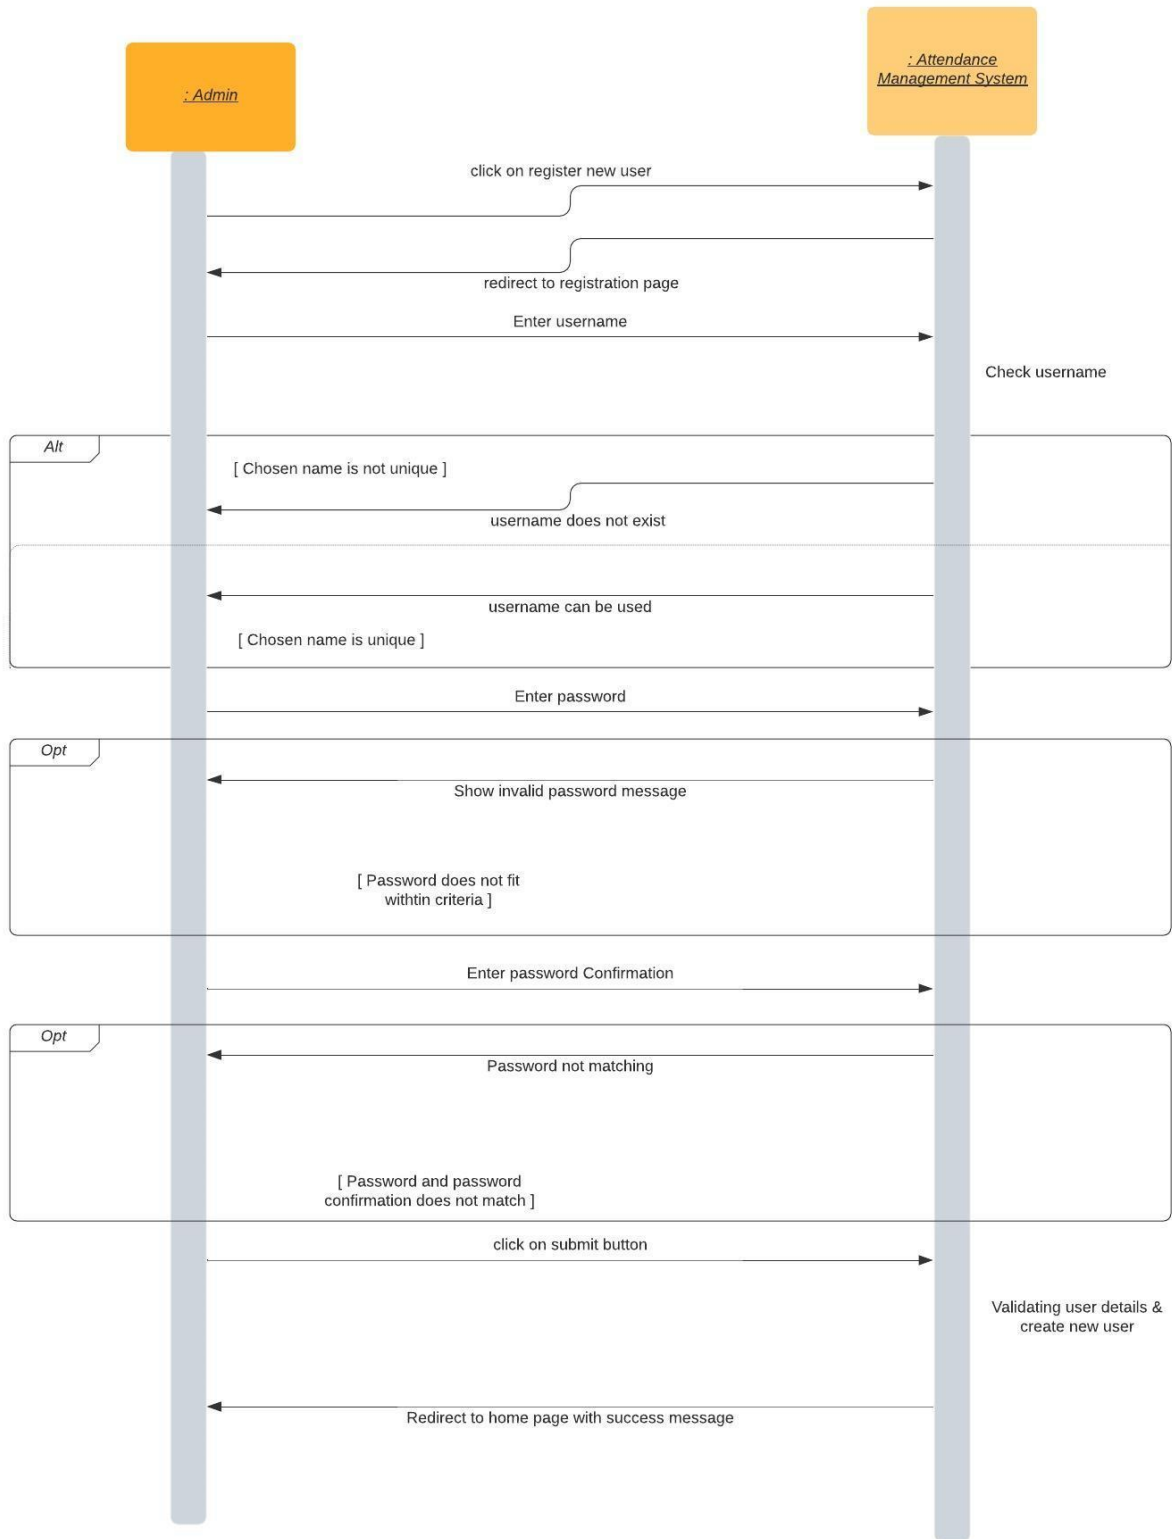 : Admin
: Attendance
Management System
click on register new user
redirect to registration page
Enter username
Check username
Alt
[ Chosen name is not unique ]
username does not exist
username can be used
[ Chosen name is unique ]
Enter password
Opt
Show invalid password message
[ Password does not fit
withtin criteria ]
Enter password Confirmation
Opt
Password not matching
[ Password and password
confirmation does not match ]
click on submit button
Validating user details &
create new user
Redirect to home page with success message